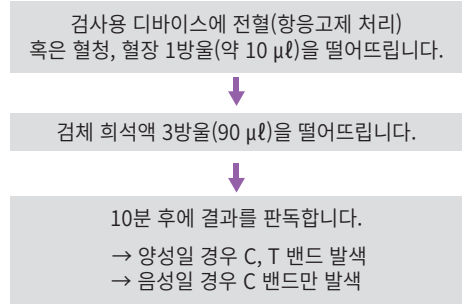 검사용 디바이스에 전혈(항응고제 처리)
혹은 혈청, 혈장 1방울(약 10 μℓ)을 떨어뜨립니다.
검체 희석액 3방울(90 μℓ)을 떨어뜨립니다.
10분 후에 결과를 판독합니다.
→ 양성일 경우 C, T 밴드 발색
→ 음성일 경우 C 밴드만 발색